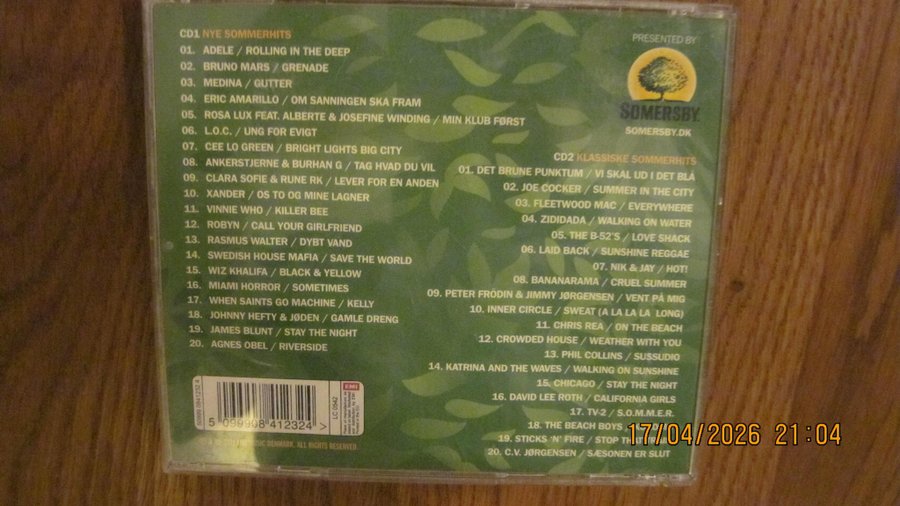 CD1 NYE SOMMERHITS
01. ADELE / ROLLING IN THE DEEP
02. BRUNO MARS / GRENADE
03. MEDINA / GUTTER
04. ERIC AMARILLO / OM SANNINGEN SKA FRAM
05. ROSA LUX FEAT. ALBERTE & JOSEFINE WINDING / MIN KLUB FØRST
06. L.O.C. / UNG FOR EVIGT
07. CEE LO GREEN / BRIGHT LIGHTS BIG CITY
08. ANKERSTJERNE & BURHAN G / TAG HVAD DU VIL
09. CLARA SOFIE & RUNE RK / LEVER FOR EN ANDEN
10. XANDER / OS TO OG MINE LAGNER
11. VINNIE WHO / KILLER BEE
12. ROBYN / CALL YOUR GIRLFRIEND
13. RASMUS WALTER / DYBT VAND
14. SWEDISH HOUSE MAFIA / SAVE THE WORLD
15. WIZ KHALIFA / BLACK & YELLOW
16. MIAMI HORROR / SOMETIMES
17. WHEN SAINTS GO MACHINE / KELLY
18. JOHNNY HEFTY & JØDEN / GAMLE DRENG
19. JAMES BLUNT / STAY THE NIGHT
20. AGNES OBEL / RIVERSIDE
PRESENTED BY
SOMERSBY
SOMERSBY.DK
CD2 KLASSISKE SOMMERHITS
01. DET BRUNE PUNKTUM / VI SKAL UD I DET BLÅ
02. JOE COCKER / SUMMER IN THE CITY
03. FLEETWOOD MAC / EVERYWHERE
04. ZIDIDADA / WALKING ON WATER
05. THE B-52'S / LOVE SHACK
06. LAID BACK / SUNSHINE REGGAE
07. NIK & JAY / HOT!
08. BANANARAMA / CRUEL SUMMER
09. PETER FRÖDIN & JIMMY JØRGENSEN / VENT PÅ MIG
10. INNER CIRCLE / SWEAT (A LA LA LA LONG)
11. CHRIS REA / ON THE BEACH
12. CROWDED HOUSE / WEATHER WITH YOU
13. PHIL COLLINS / SUSSUDIO
14. KATRINA AND THE WAVES / WALKING ON SUNSHINE
15. CHICAGO / STAY THE NIGHT
16. DAVID LEE ROTH / CALIFORNIA GIRLS
17. TV-2 / S.O.M.M.E.R.
18. THE BEACH BOYS
19. STICKS 'N' FIRE / STOP
20. C.V. JØRGENSEN / SÆSONEN ER SLUT
5 099908 412324 >
LC 0542
EMI
MUSIC DENMARK. ALL RIGHTS RESERVED.
17/04/2026 21:04